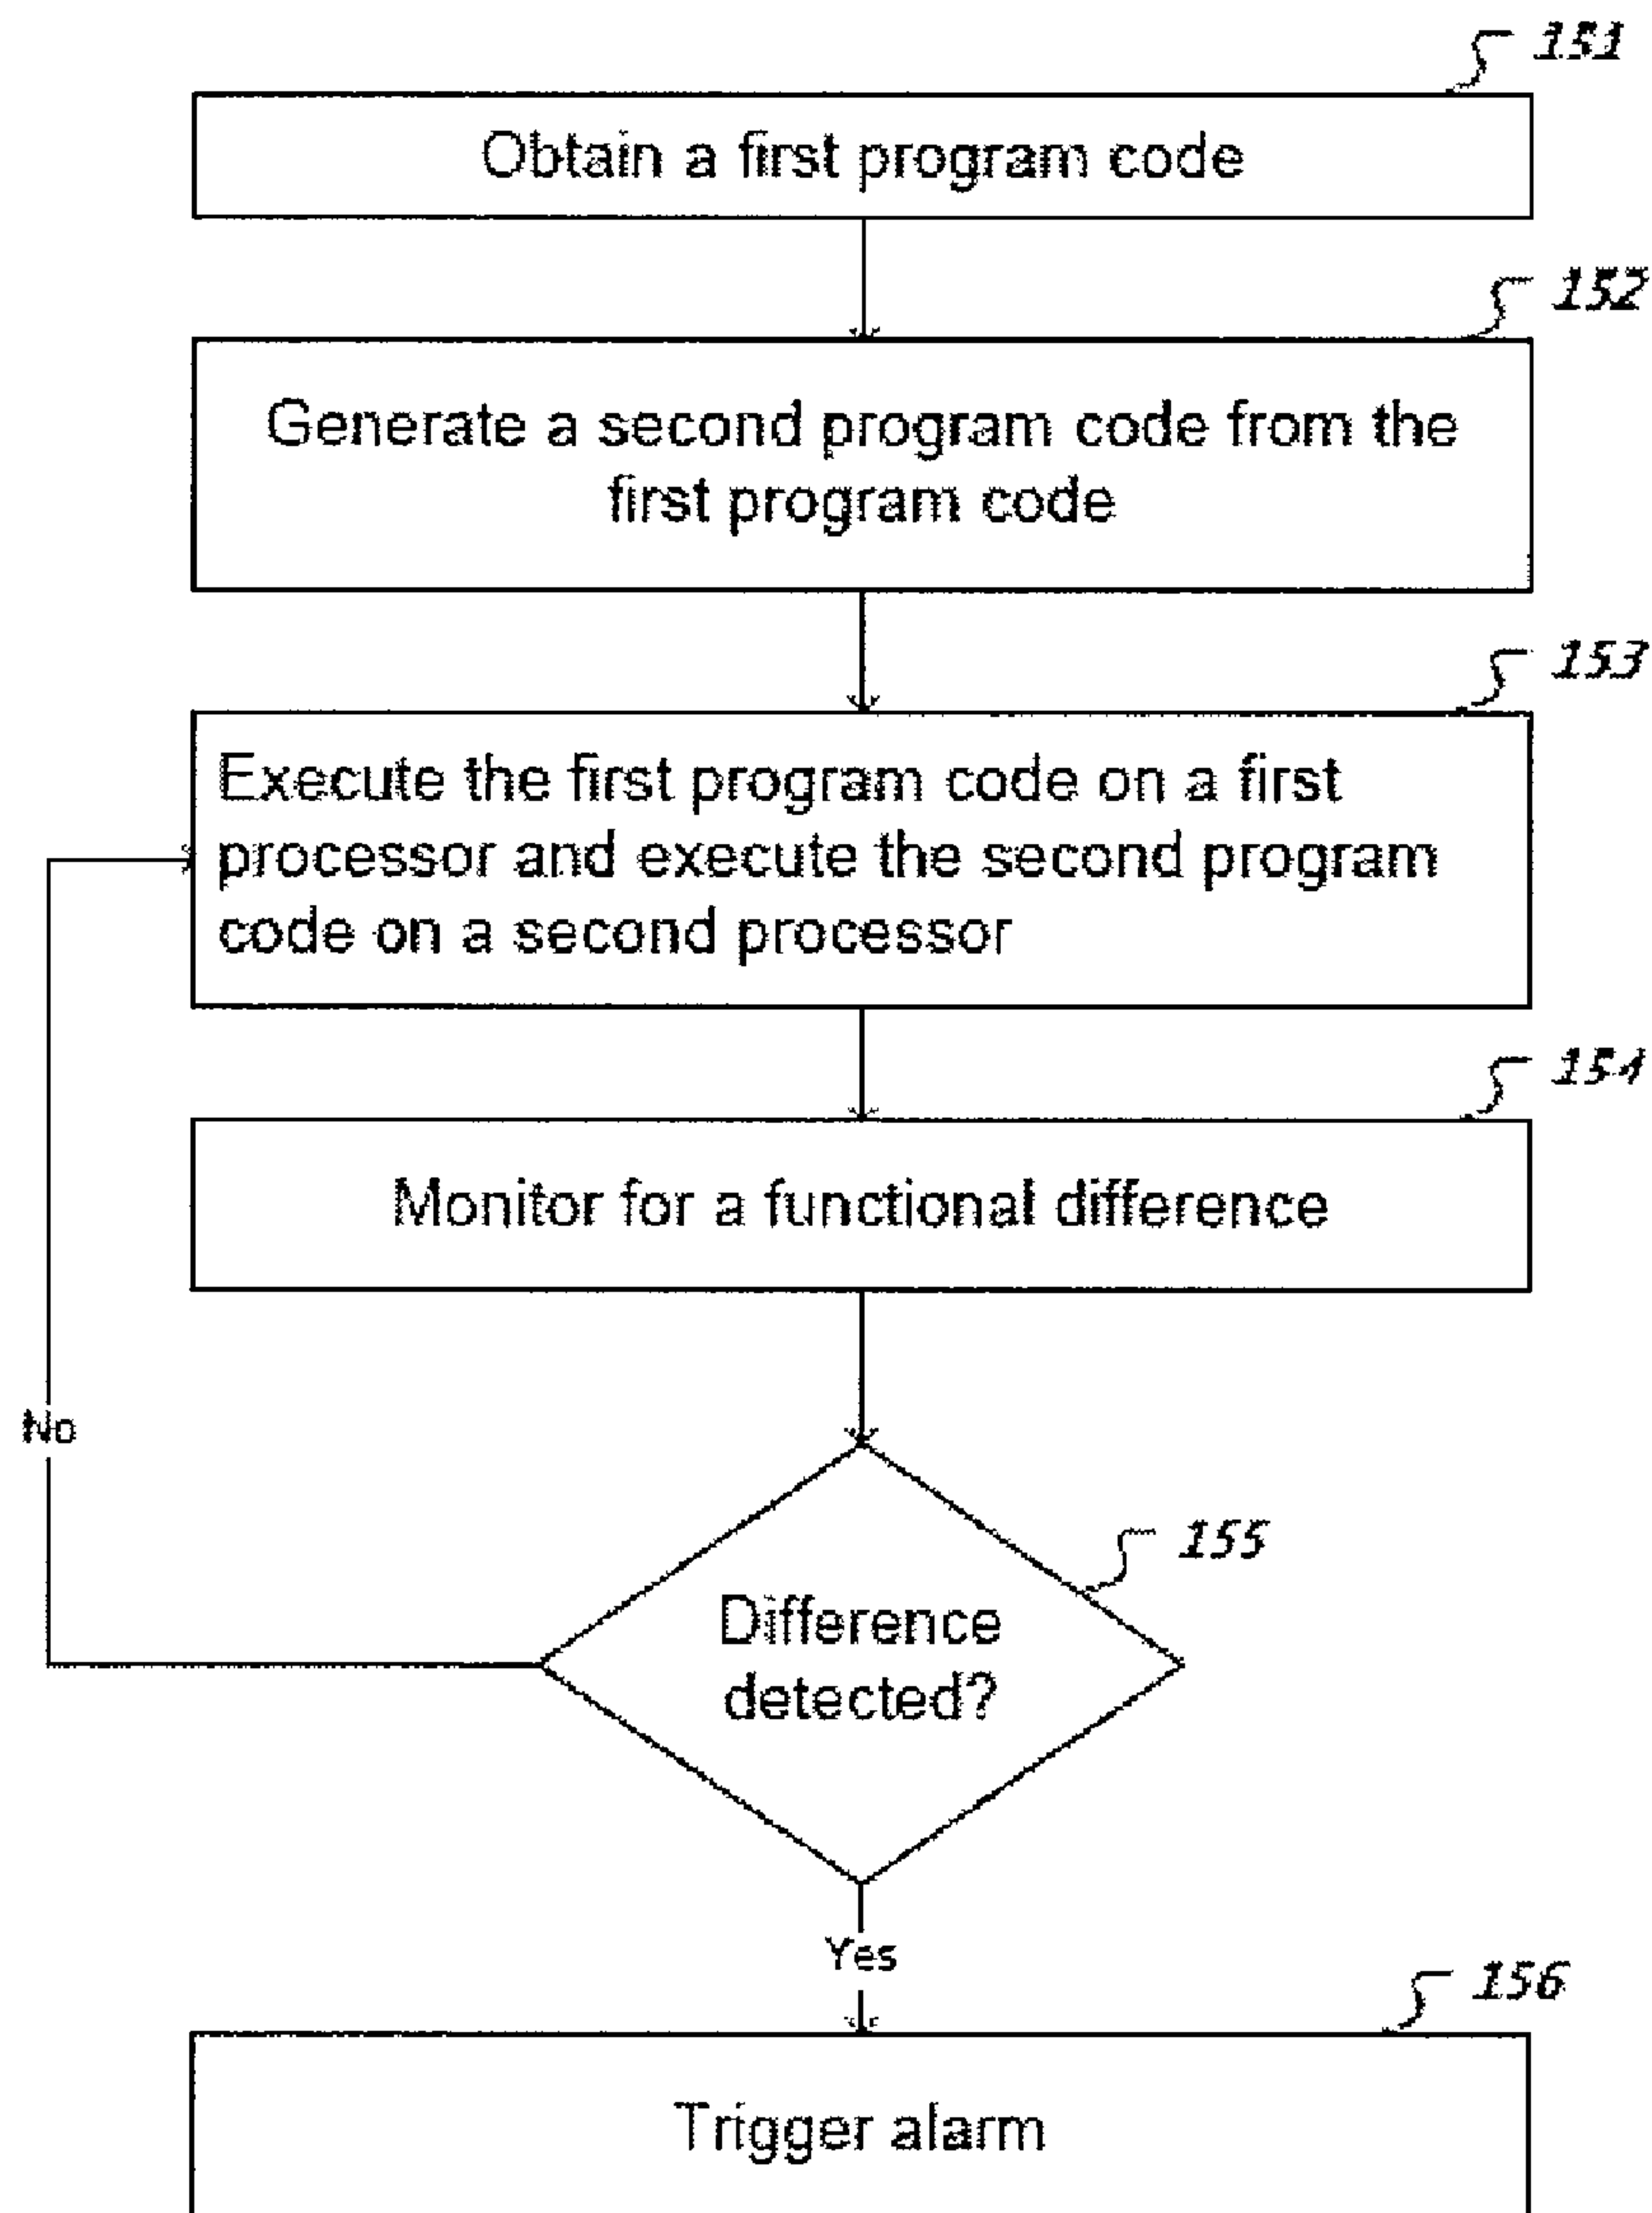 151
Obtain a first program code
152
Generate a second program code from the
first program code
153
Execute the first program code on a first
processor and execute the second program
code on a second processor
154
Monitor for a functional difference
No
155
Difference
detected?
Yes
156
Trigger alarm